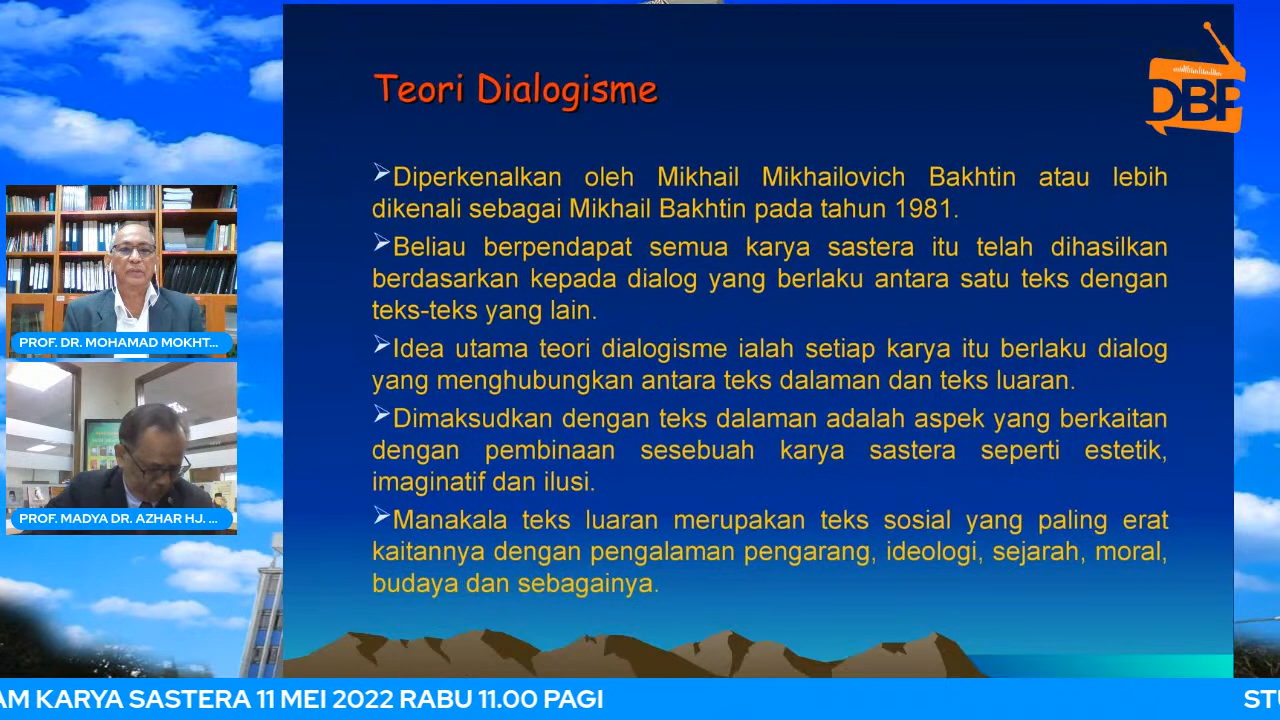 Teori Dialogisme
DBP
➢Diperkenalkan oleh Mikhail Mikhailovich Bakhtin atau lebih
dikenali sebagai Mikhail Bakhtin pada tahun 1981.
➢Beliau berpendapat semua karya sastera itu telah dihasilkan
berdasarkan kepada dialog yang berlaku antara satu teks dengan
teks-teks yang lain.
➢Idea utama teori dialogisme ialah setiap karya itu berlaku dialog
yang menghubungkan antara teks dalaman dan teks luaran.
➢Dimaksudkan dengan teks dalaman adalah aspek yang berkaitan
dengan pembinaan sesebuah karya sastera seperti estetik,
imaginatif dan ilusi.
➢Manakala teks luaran merupakan teks sosial yang paling erat
kaitannya dengan pengalaman pengarang, ideologi, sejarah, moral,
budaya dan sebagainya.
PROF. DR. MOHAMAD MOKHT...
PROF. MADYA DR. AZHAR HJ. ...
AM KARYA SASTERA 11 MEI 2022 RABU 11.00 PAGI
STU